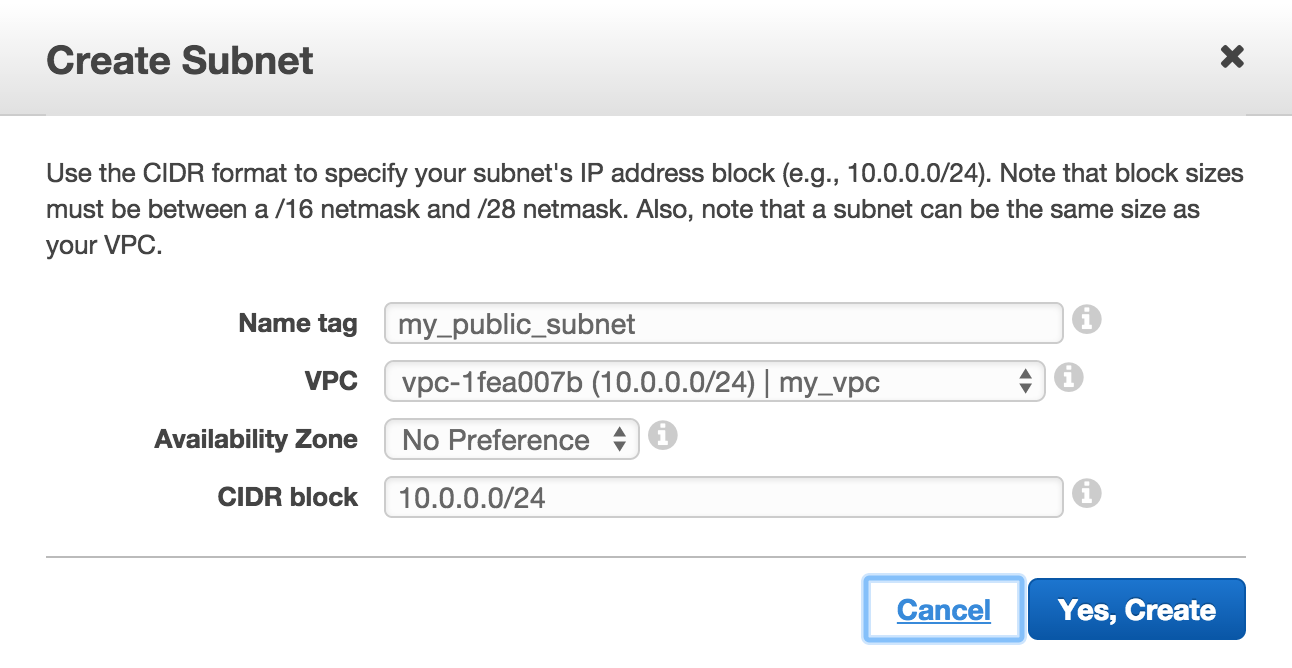 Create Subnet
Use the CIDR format to specify your subnet's IP address block (e.g., 10.0.0.0/24). Note that block sizes
must be between a /16 netmask and /28 netmask. Also, note that a subnet can be the same size as
your VPC.
Name tag my_public_subnet
VPC vpc-1fea007b (10.0.0.0/24) | my_vpc
Availability Zone No Preference
CIDR block 10.0.0.0/24
Cancel Yes, Create